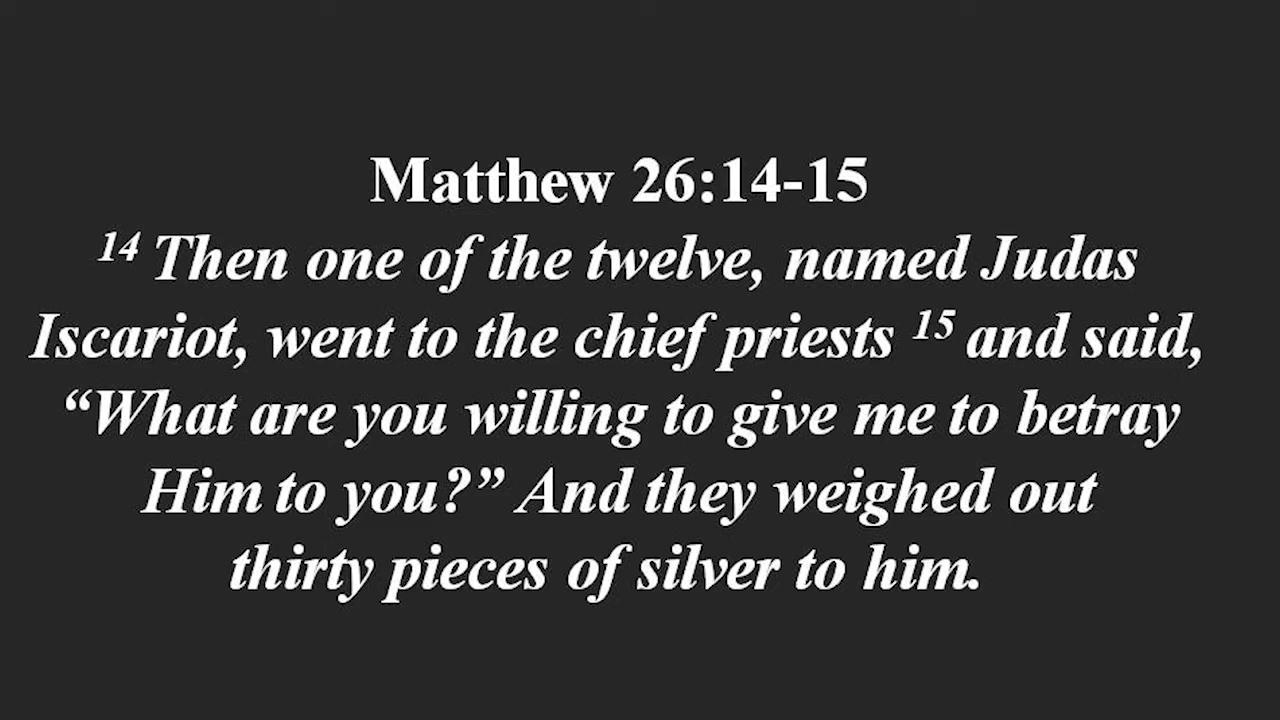 Matthew 26:14-15
14 Then one of the twelve, named Judas
Iscariot, went to the chief priests 15 and said,
“What are you willing to give me to betray
Him to you?” And they weighed out
thirty pieces of silver to him.